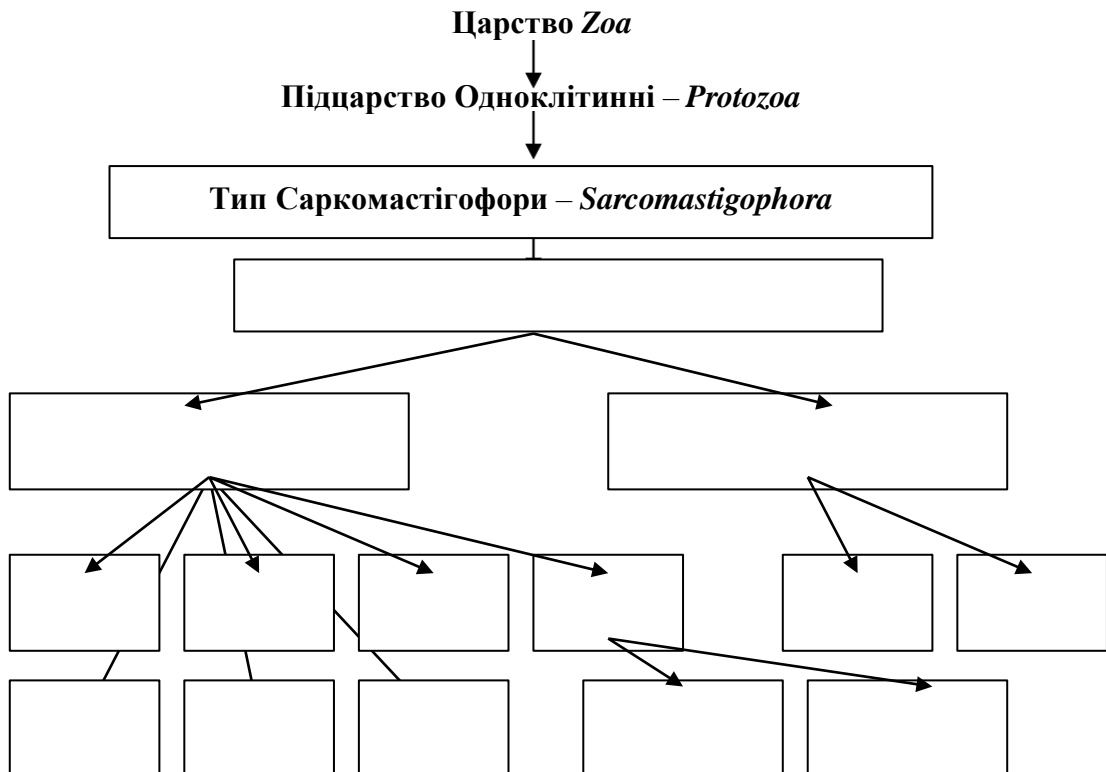 Царство Zoa
Підцарство Одноклітинні – Protozoa
Тип Саркомастігофори – Sarcomastigophora